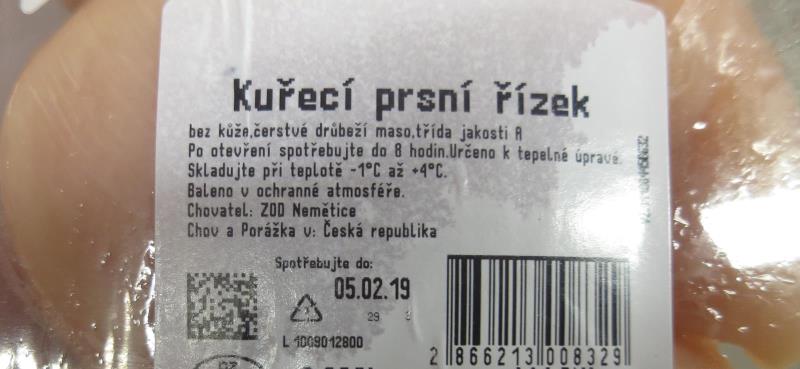 Kuřecí prsní řízek
bez kůže,čerstvé drůbeží maso,třída jakosti A
Po otevření spotřebujte do 8 hodin.Určeno k tepelné úpravě.
Skladujte při teplotě -1°C až +4°C.
Baleno v ochranné atmosféře.
Chovatel: ZOD Nemětice
Chov a Porážka v: Česká republika
Spotřebujte do:
05.02.19
29
L 1009012800
2 866213 008329